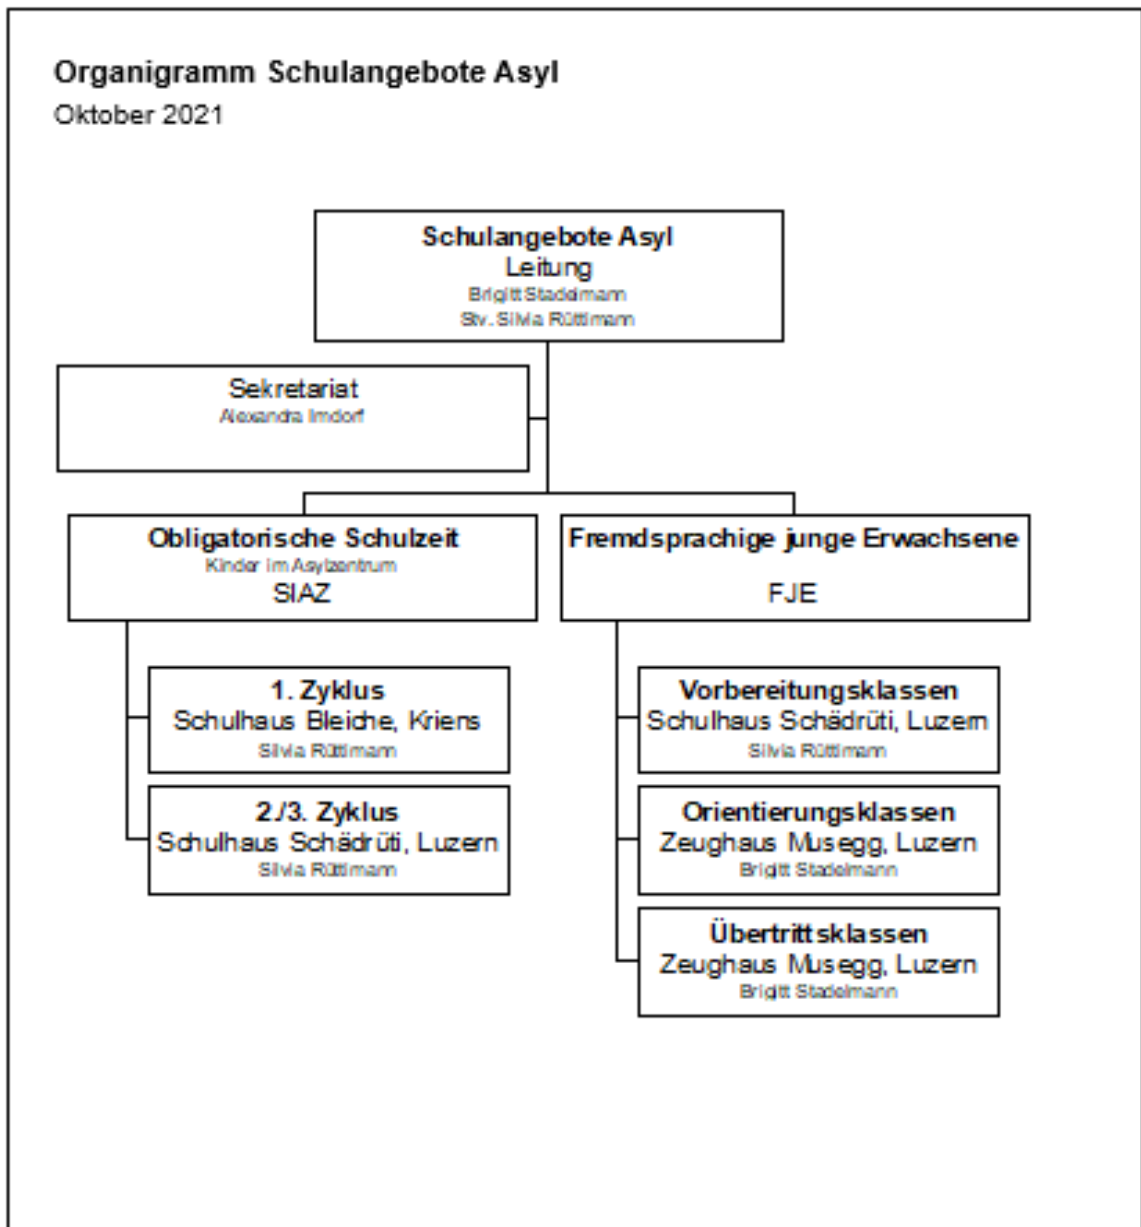 Organigramm Schulangebote Asyl
Oktober 2021
Schulangebote Asyl
Leitung
Brigitt Stadelmann
Stv. Silvia Rüttimann
Sekretariat
Alexandra Imdorf
Obligatorische Schulzeit
Kinder im Asylzentrum
SIAZ
Fremdsprachige junge Erwachsene
FJE
1. Zyklus
Schulhaus Bleiche, Kriens
Silvia Rüttimann
2./3. Zyklus
Schulhaus Schädrüti, Luzern
Silvia Rüttimann
Vorbereitungsklassen
Schulhaus Schädrüti, Luzern
Silvia Rüttimann
Orientierungsklassen
Zeughaus Musegg, Luzern
Brigitt Stadelmann
Übertrittsklassen
Zeughaus Musegg, Luzern
Brigitt Stadelmann